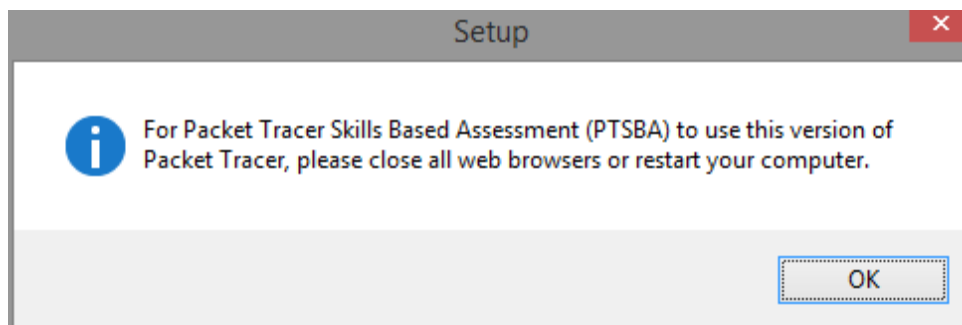 Setup
For Packet Tracer Skills Based Assessment (PTSBA) to use this version of
Packet Tracer, please close all web browsers or restart your computer.
OK